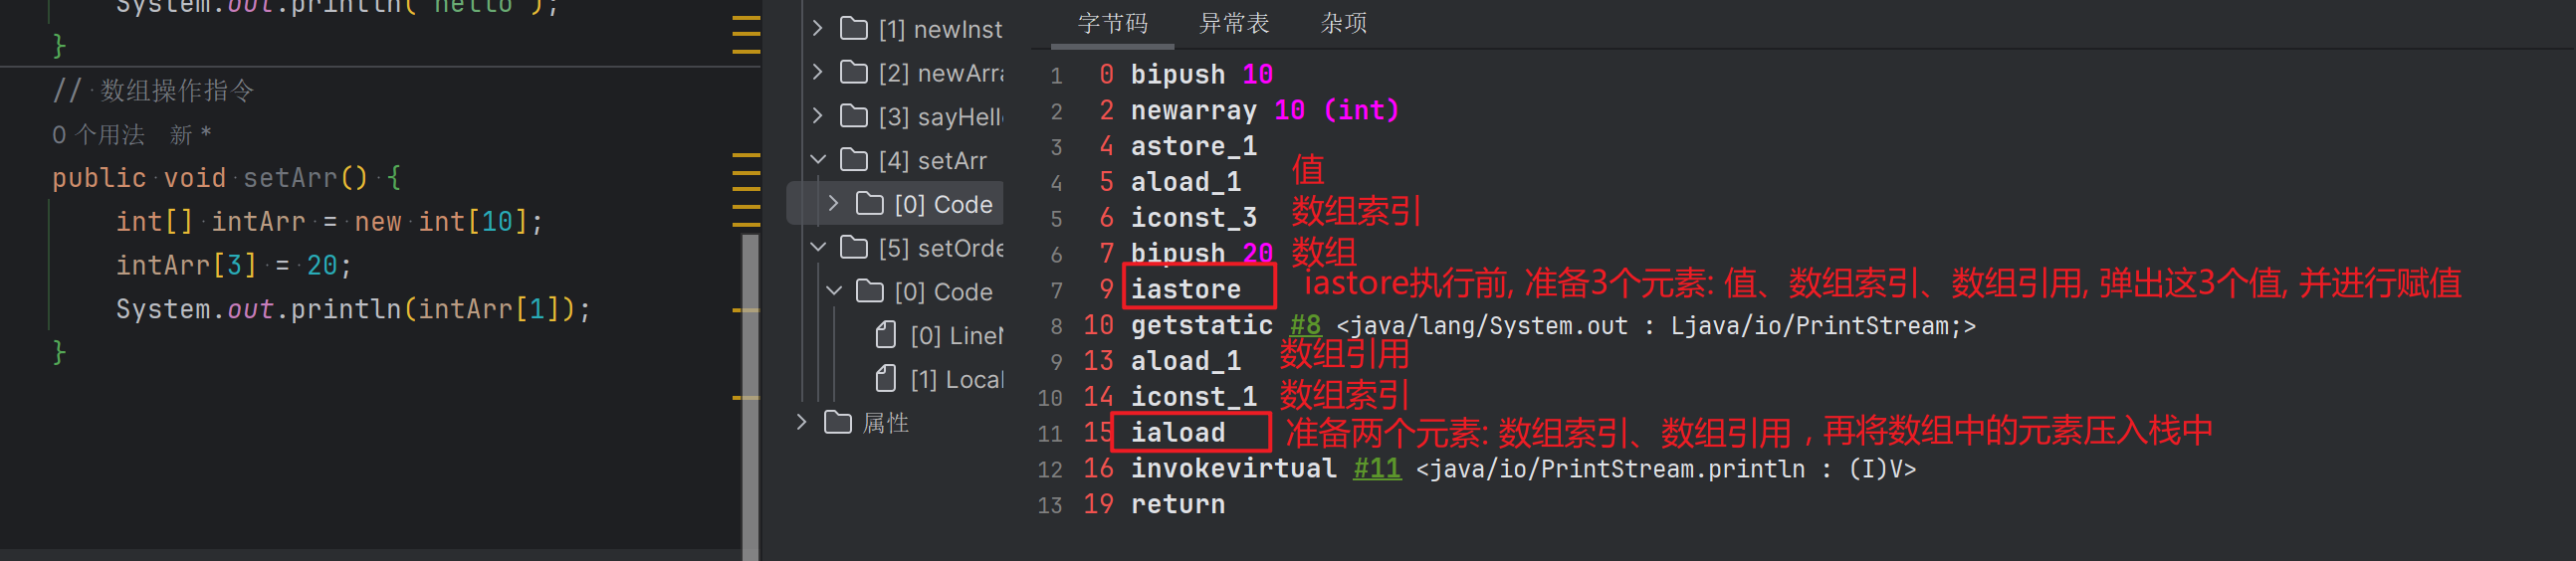 System.out.println("hello");
}
// 数组操作指令
0 个用法 新 *
public void setArr() {
int[] intArr = new int[10];
intArr[3] = 20;
System.out.println(intArr[1]);
}
[1] newInst
[2] newArra
[3] sayHell
[4] setArr
[0] Code
[5] setOrde
[0] Code
[0] Line
[1] Local
属性
字节码 异常表 杂项
1 0 bipush 10
2 2 newarray 10 (int)
3 4 astore_1
4 5 aload_1 值
5 6 iconst_3 数组索引
6 7 bipush 20 数组
7 9 iastore iastore执行前, 准备3个元素: 值、数组索引、数组引用, 弹出这3个值, 并进行赋值
8 10 getstatic #8 <java/lang/System.out : Ljava/io/PrintStream;>
9 13 aload_1 数组引用
10 14 iconst_1 数组索引
11 15 iaload 准备两个元素: 数组索引、数组引用 , 再将数组中的元素压入栈中
12 16 invokevirtual #11 <java/io/PrintStream.println : (I)V>
13 19 return